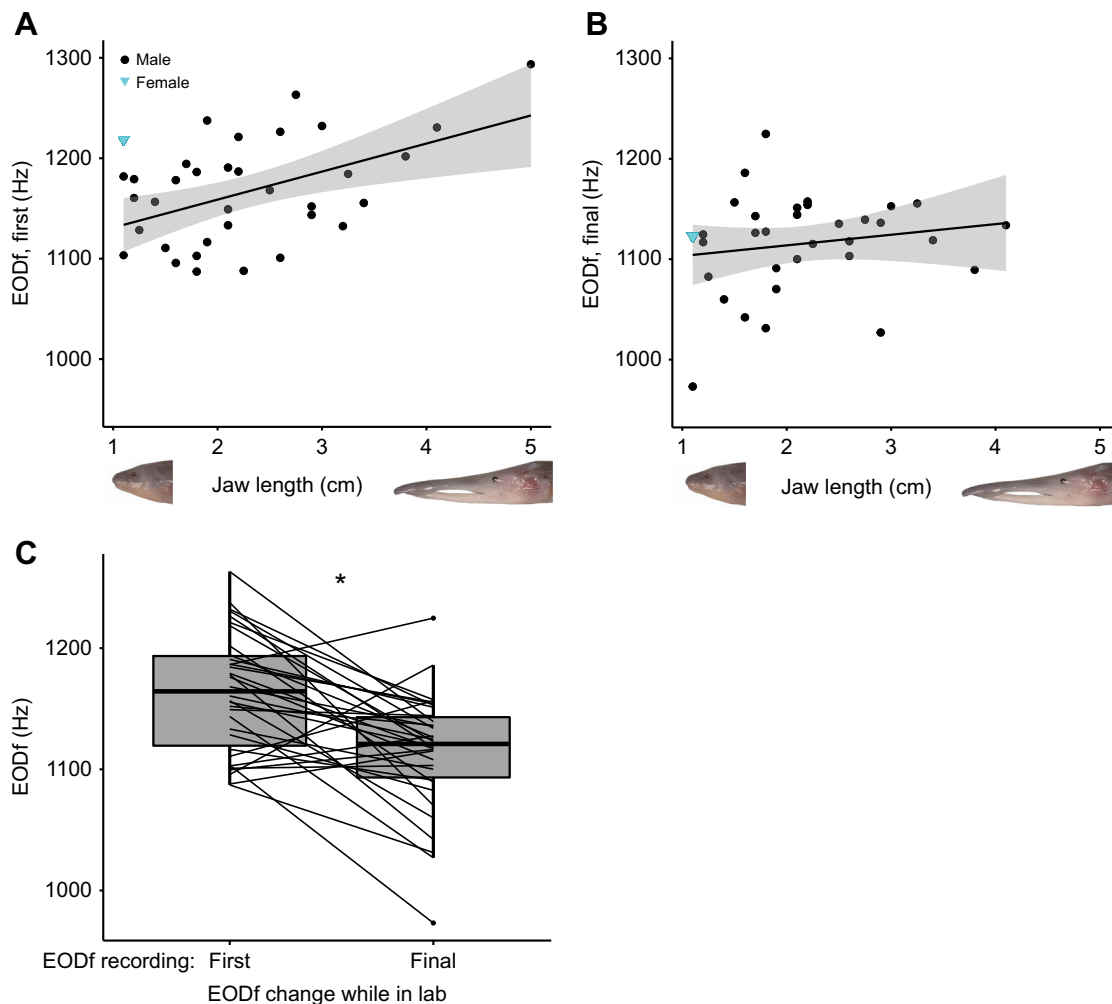 A
EODf, first (Hz)
1300
1200
1100
1000
Male
Female
1 2 3 4 5
Jaw length (cm)
B
EODf, final (Hz)
1300
1200
1100
1000
1 2 3 4 5
Jaw length (cm)
C
EODf (Hz)
1200
1100
1000
*
EODf recording: First Final
EODf change while in lab